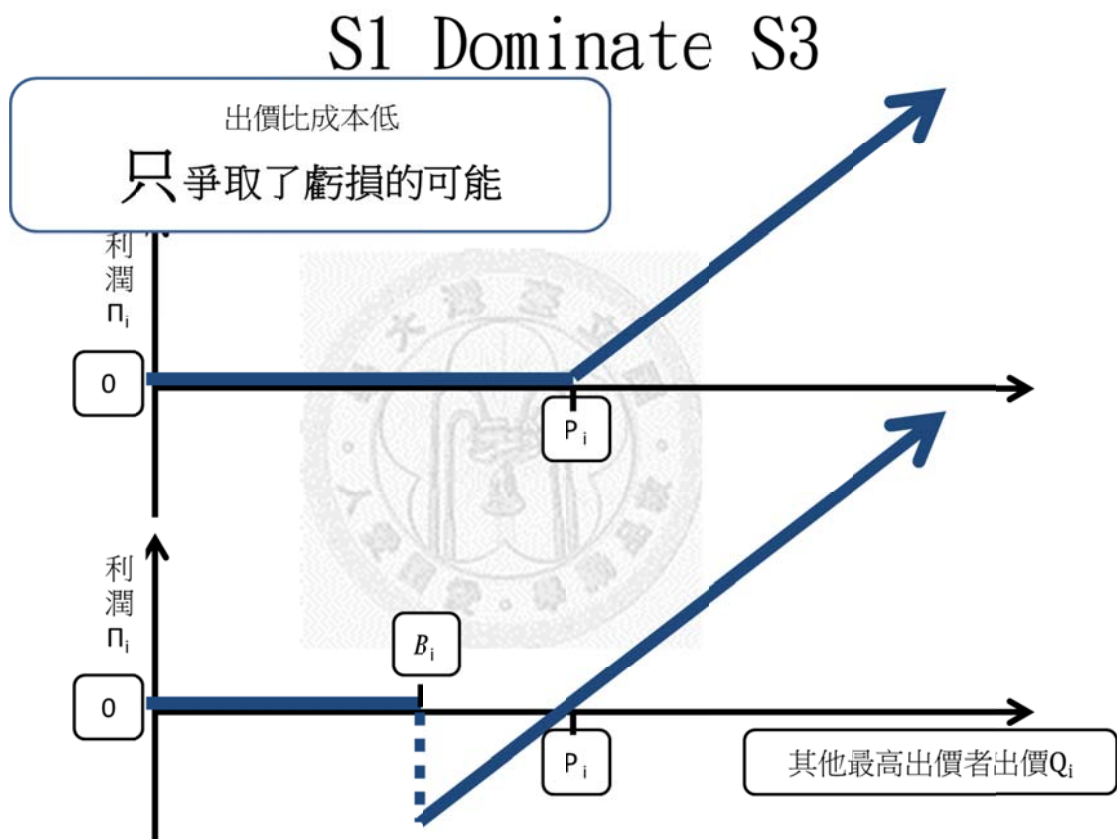 S1 Dominate S3
出價比成本低
只爭取了虧損的可能
利潤
Πi
0
Pi
利潤
Πi
Bi
0
Pi
其他最高出價者出價Qi